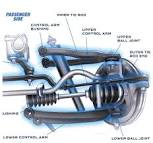 PASSENGER
SIDE
INNER TIE ROD
CONTROL ARM
BUSHING
UPPER
CONTROL ARM
UPPER
BALL JOINT
OUTER TIE
ROD END
LOWER CONTROL ARM
LOWER BALL JOINT